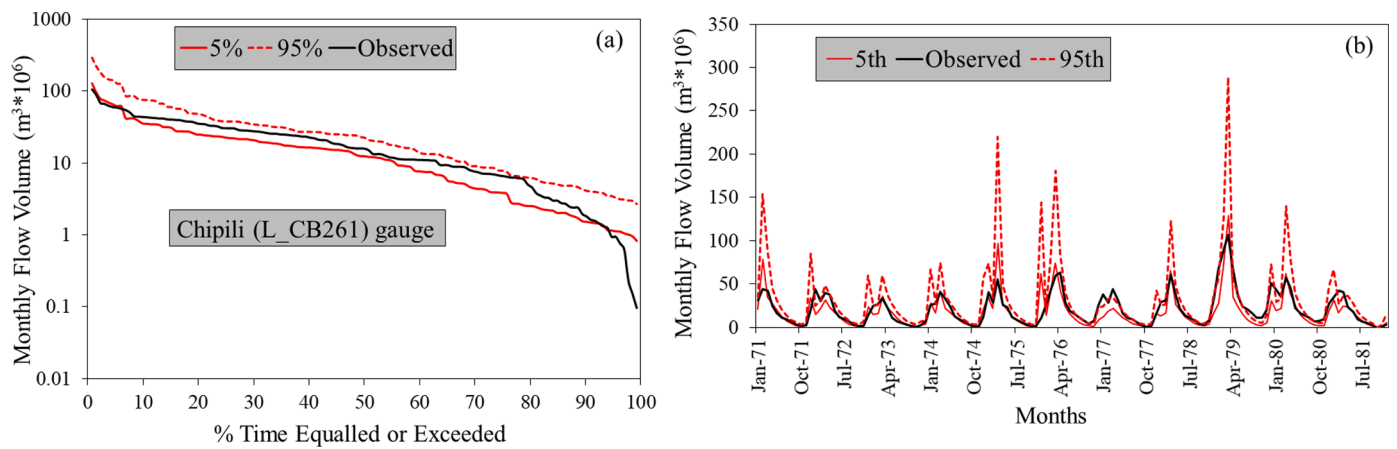 1000
100
10
1
0.1
0.01
Monthly Flow Volume (m³*10⁶)
5% 95% Observed
(a)
Chipili (L_CB261) gauge
0 10 20 30 40 50 60 70 80 90 100
% Time Equalled or Exceeded
350
300
250
200
150
100
50
0
Monthly Flow Volume (m³*10⁶)
5th Observed 95th
(b)
Jan-71 Oct-71 Jul-72 Apr-73 Jan-74 Oct-74 Jul-75 Apr-76 Jan-77 Oct-77 Jul-78 Apr-79 Jan-80 Oct-80 Jul-81
Months